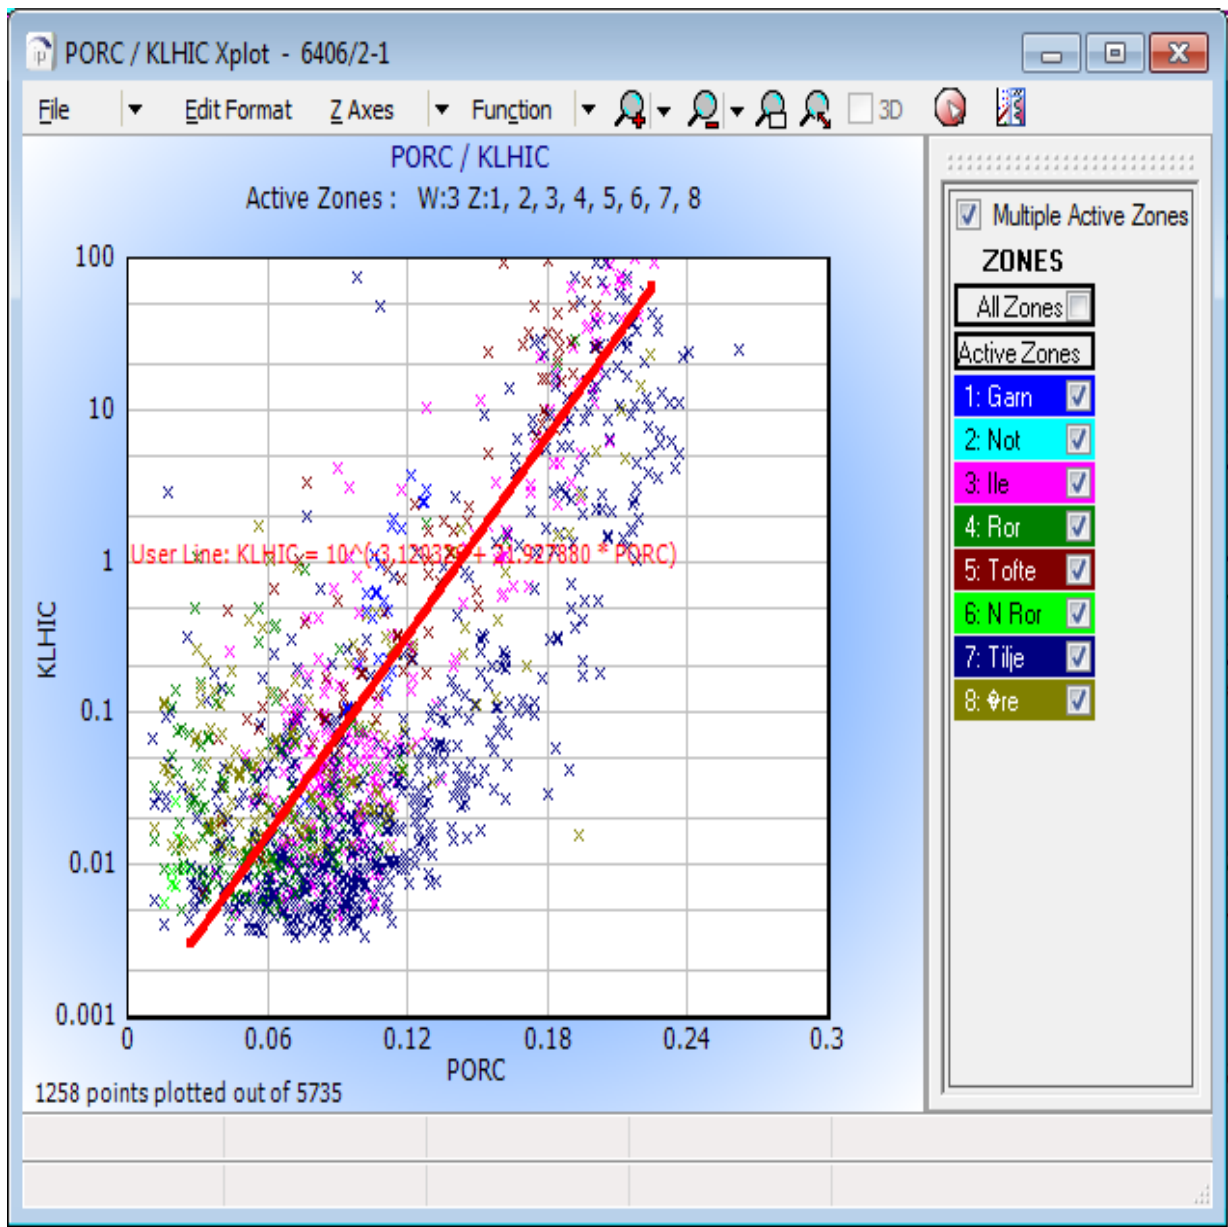 PORC / KLHIC Xplot - 6406/2-1
File Edit Format Z Axes Function 3D
PORC / KLHIC
Active Zones : W:3 Z:1, 2, 3, 4, 5, 6, 7, 8
100
10
1
0.1
0.01
0.001
KLHIC
User Line: KLHIC = 10^( + * PORC)
0 0.06 0.12 0.18 0.24 0.3
PORC
1258 points plotted out of 5735
Multiple Active Zones
ZONES
All Zones
Active Zones
1: Garn
2: Not
3: Ile
4: Ror
5: Tofte
6: N Ror
7: Tilje
8: �re